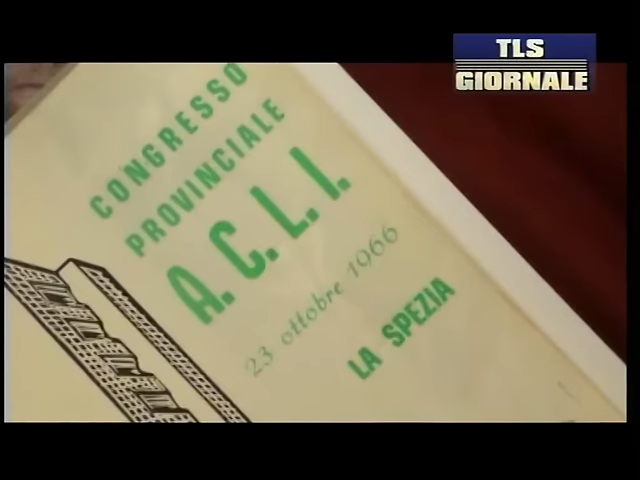 TLS
GIORNALE
CONGRESSO
PROVINCIALE
A.C.L.I.
23 ottobre 1966
LA SPEZIA